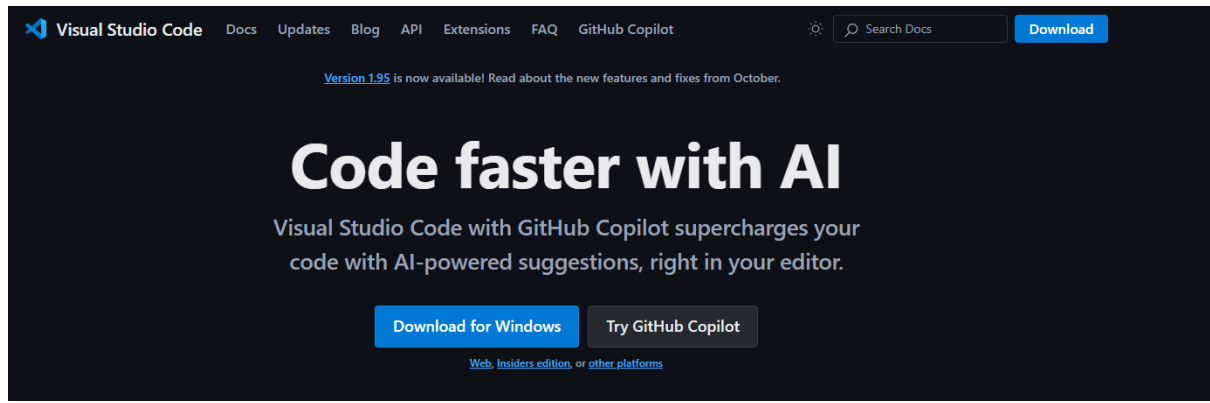 Visual Studio Code Docs Updates Blog API Extensions FAQ GitHub Copilot Search Docs Download
Version 1.95 is now available! Read about the new features and fixes from October.
Code faster with AI
Visual Studio Code with GitHub Copilot supercharges your
code with AI-powered suggestions, right in your editor.
Download for Windows Try GitHub Copilot
Web, Insiders edition, or other platforms